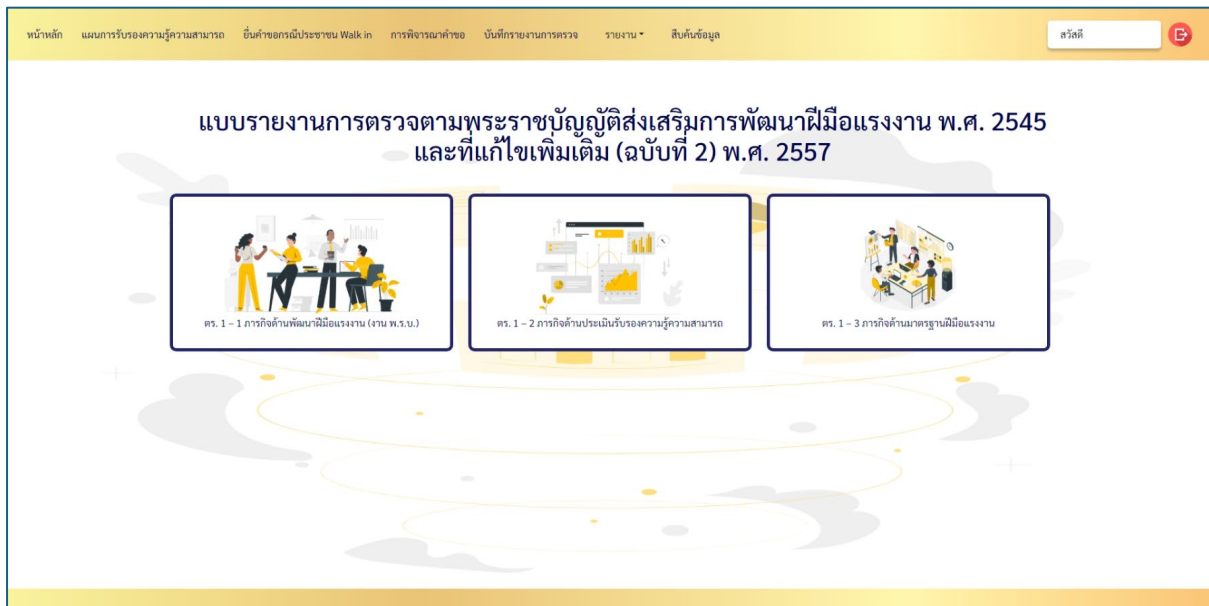 หน้าหลัก แผนการรับรองความรู้ความสามารถ ยื่นคำขอกรณีประชาชน Walk in การพิจารณาคำขอ บันทึกรายงานการตรวจ รายงาน สืบค้นข้อมูล สวัสดี
แบบรายงานการตรวจตามพระราชบัญญัติส่งเสริมการพัฒนาฝีมือแรงงาน พ.ศ. 2545
และที่แก้ไขเพิ่มเติม (ฉบับที่ 2) พ.ศ. 2557
ตร. 1 – 1 ภารกิจด้านพัฒนาฝีมือแรงงาน (งาน พ.ร.บ.)
ตร. 1 – 2 ภารกิจด้านประเมินรับรองความรู้ความสามารถ
ตร. 1 – 3 ภารกิจด้านมาตรฐานฝีมือแรงงาน